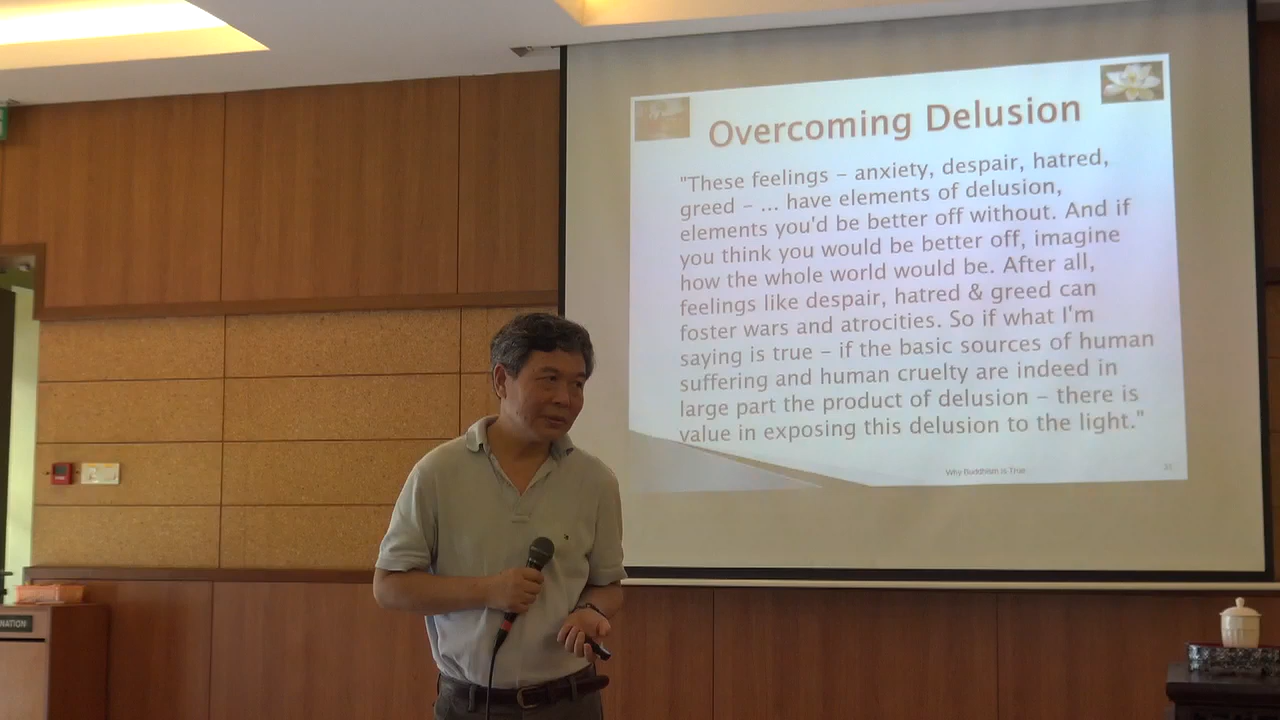 Overcoming Delusion
"These feelings – anxiety, despair, hatred,
greed – ... have elements of delusion,
elements you'd be better off without. And if
you think you would be better off, imagine
how the whole world would be. After all,
feelings like despair, hatred & greed can
foster wars and atrocities. So if what I'm
saying is true – if the basic sources of human
suffering and human cruelty are indeed in
large part the product of delusion – there is
value in exposing this delusion to the light."
Why Buddhism is True
NATION